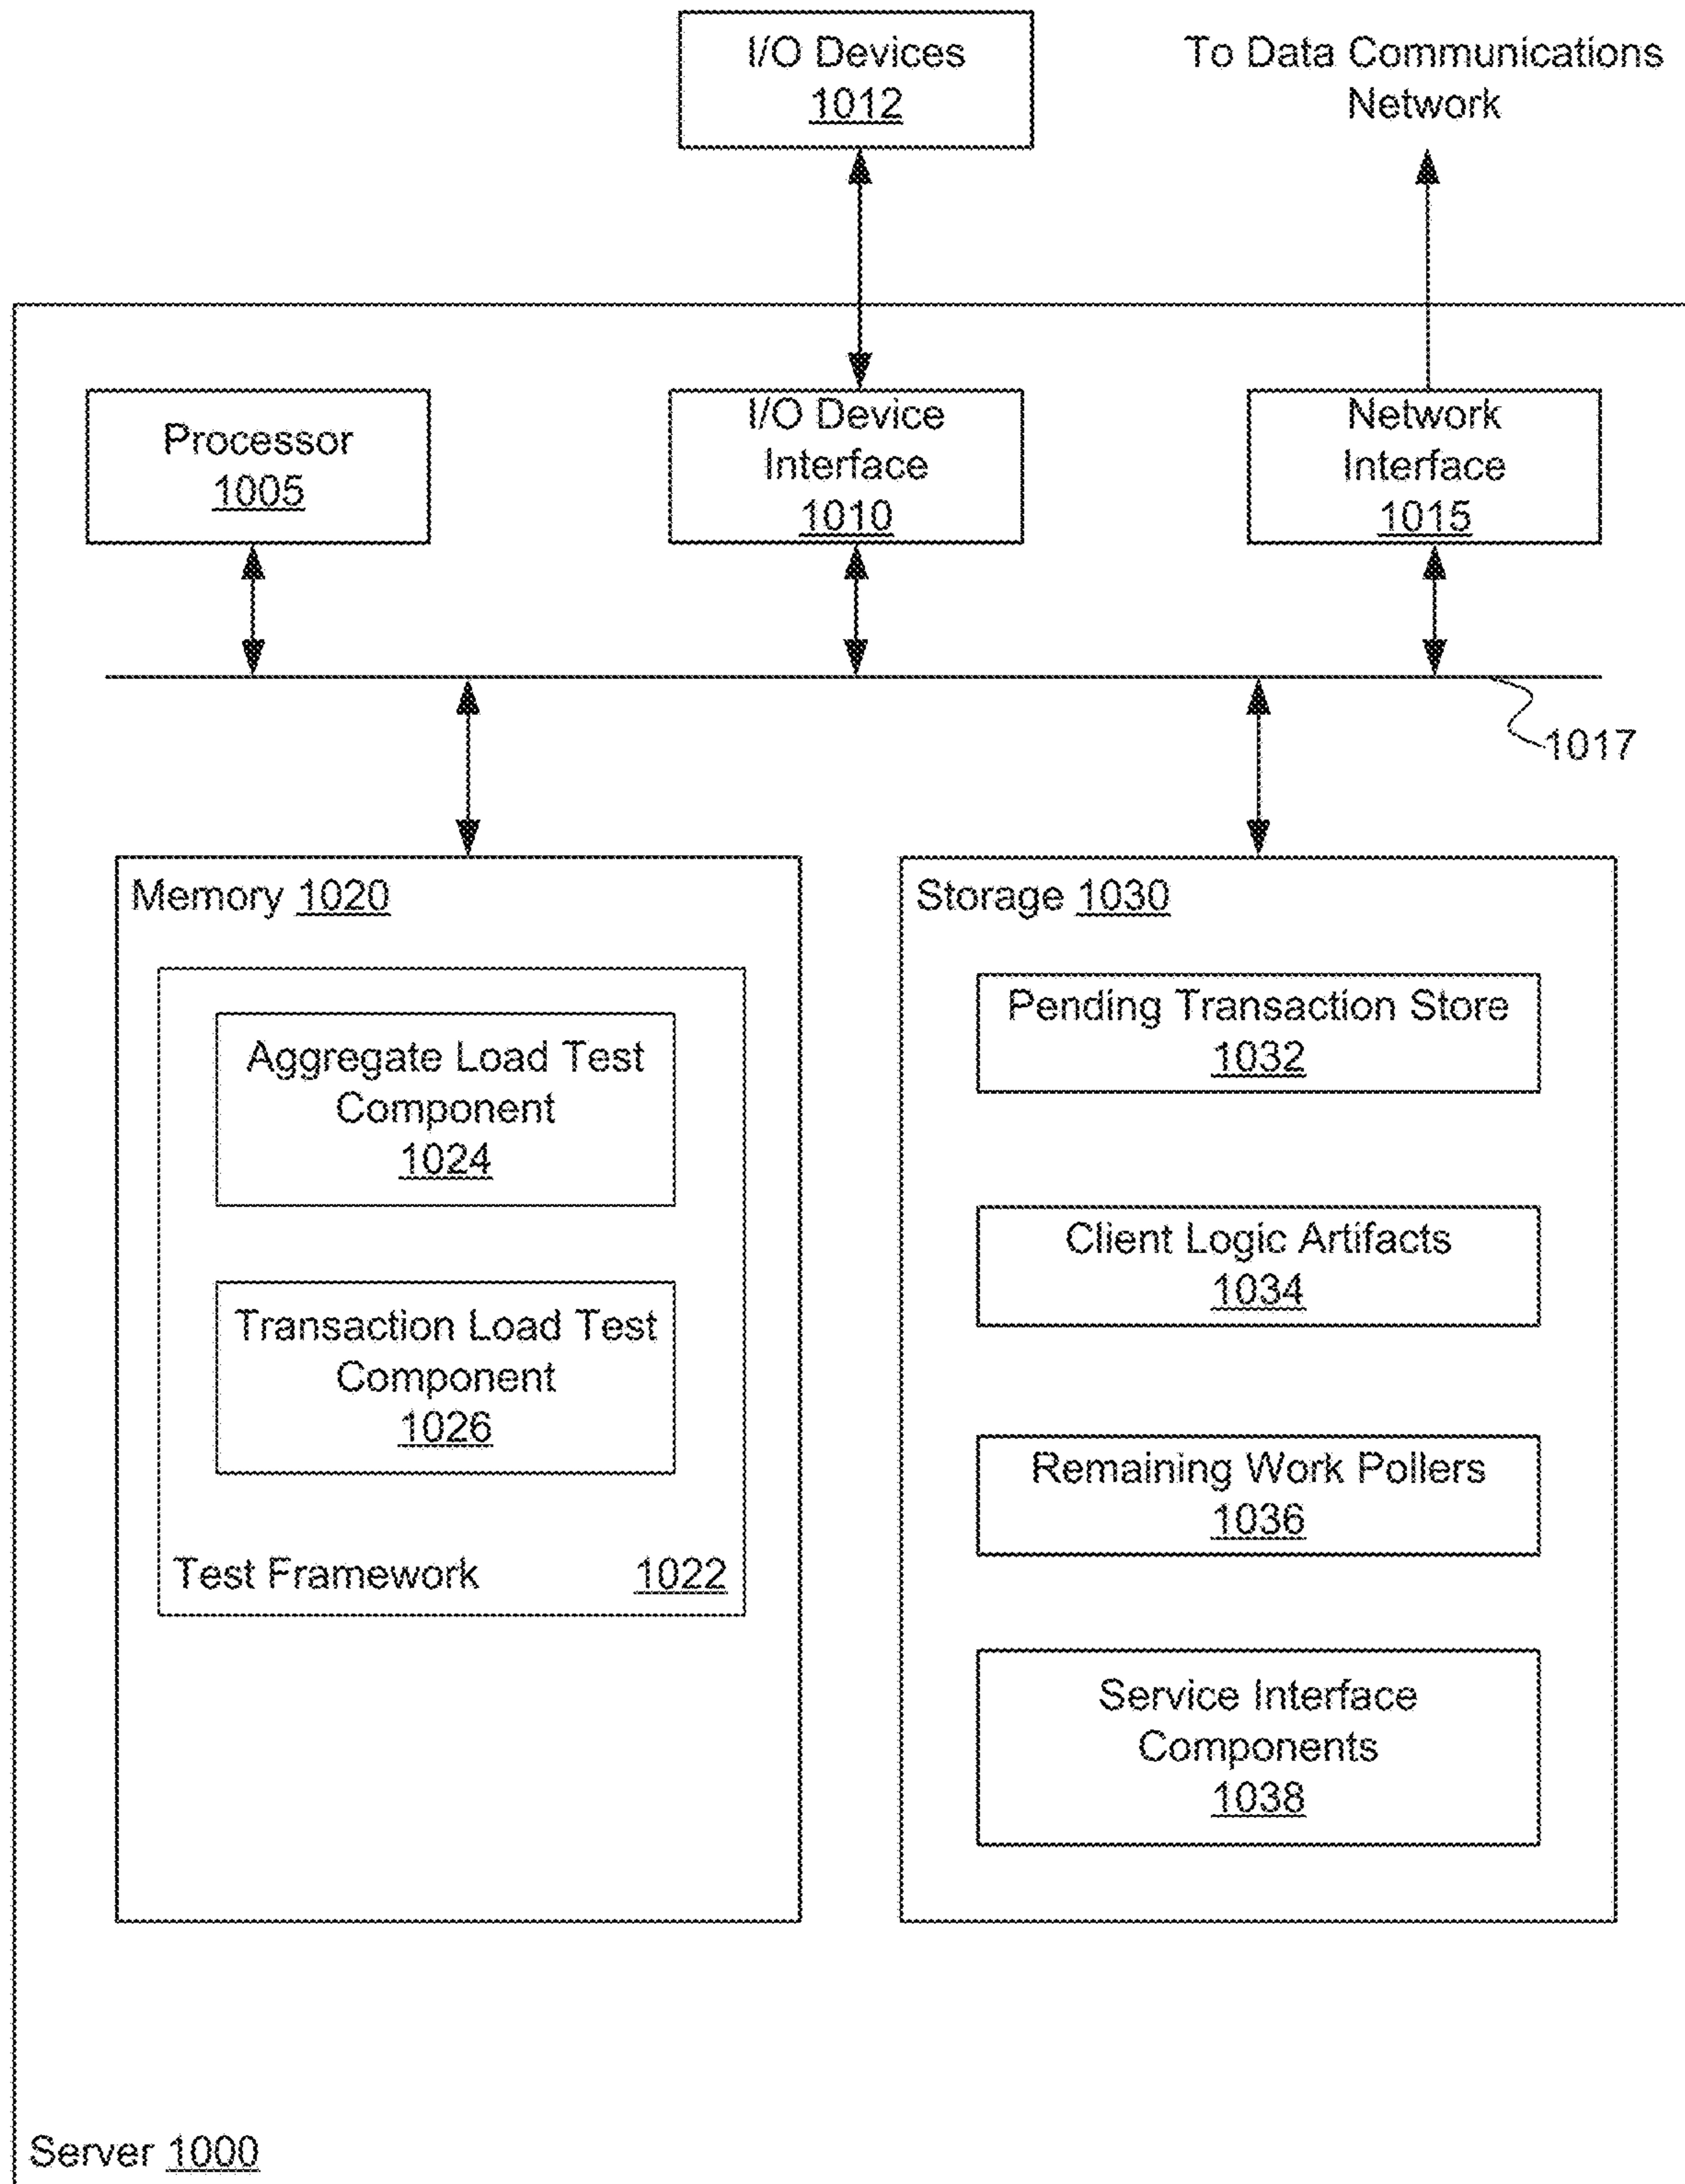 I/O Devices
1012
To Data Communications
Network
Processor
1005
I/O Device
Interface
1010
Network
Interface
1015
1017
Memory 1020
Aggregate Load Test
Component
1024
Transaction Load Test
Component
1026
Test Framework 1022
Storage 1030
Pending Transaction Store
1032
Client Logic Artifacts
1034
Remaining Work Pollers
1036
Service Interface
Components
1038
Server 1000